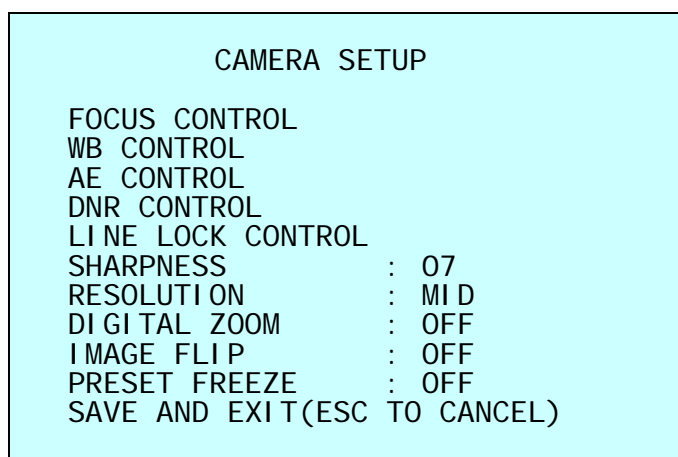 CAMERA SETUP
FOCUS CONTROL
WB CONTROL
AE CONTROL
DNR CONTROL
LINE LOCK CONTROL
SHARPNESS : 07
RESOLUTION : MID
DIGITAL ZOOM : OFF
IMAGE FLIP : OFF
PRESET FREEZE : OFF
SAVE AND EXIT(ESC TO CANCEL)